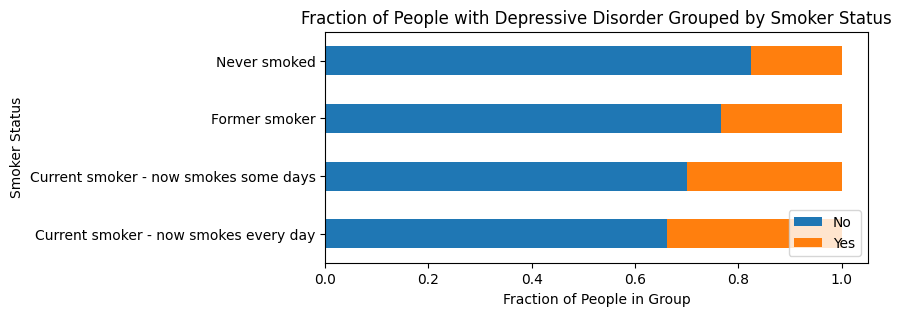 Fraction of People with Depressive Disorder Grouped by Smoker Status
Smoker Status
Never smoked
Former smoker
Current smoker - now smokes some days
Current smoker - now smokes every day
No
Yes
0.0 0.2 0.4 0.6 0.8 1.0
Fraction of People in Group